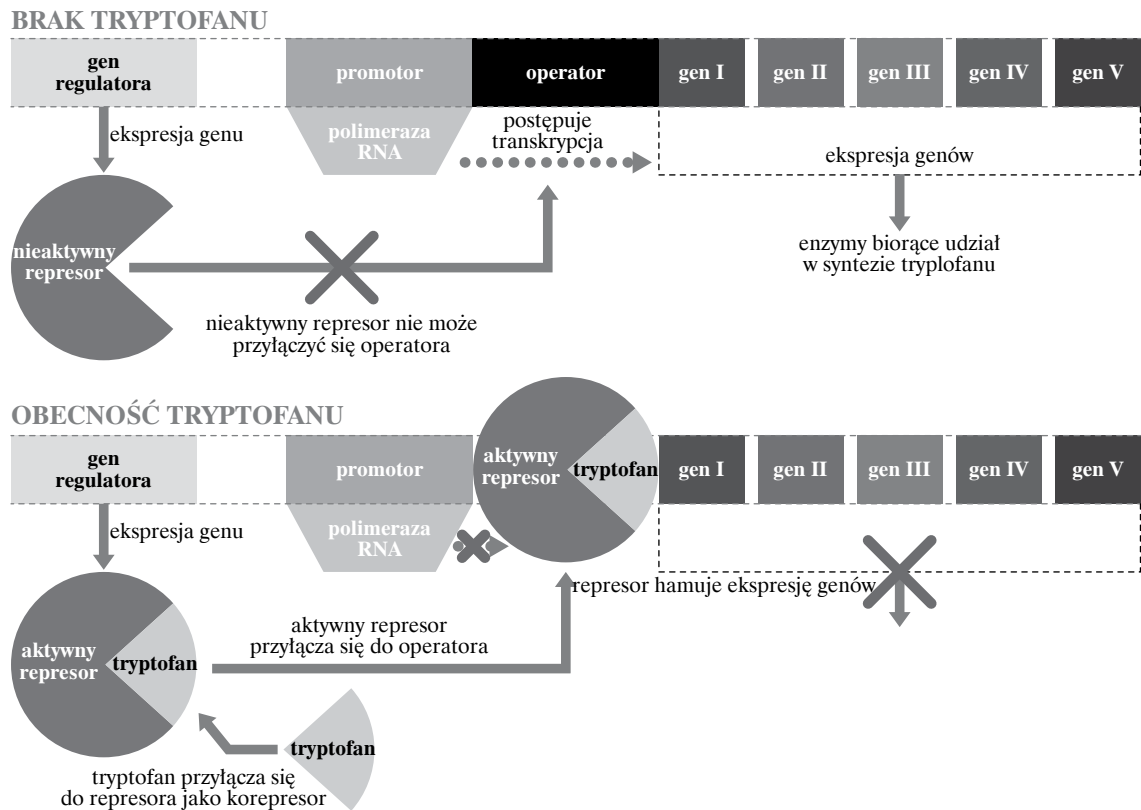 BRAK TRYPTOFANU
gen
regulatora
promotor
operator
gen I
gen II
gen III
gen IV
gen V
ekspresja genu
polimeraza
RNA
postępuje
transkrypcja
ekspresja genów
nieaktywny
represor
enzymy biorące udział
w syntezie tryplofanu
nieaktywny represor nie może
przyłączyć się operatora
OBECNOŚĆ TRYPTOFANU
gen
regulatora
promotor
aktywny
represor
tryptofan
gen I
gen II
gen III
gen IV
gen V
ekspresja genu
polimeraza
RNA
represor hamuje ekspresję genów
aktywny represor
przyłącza się do operatora
aktywny
represor
tryptofan
tryptofan
tryptofan przyłącza się
do represora jako korepresor